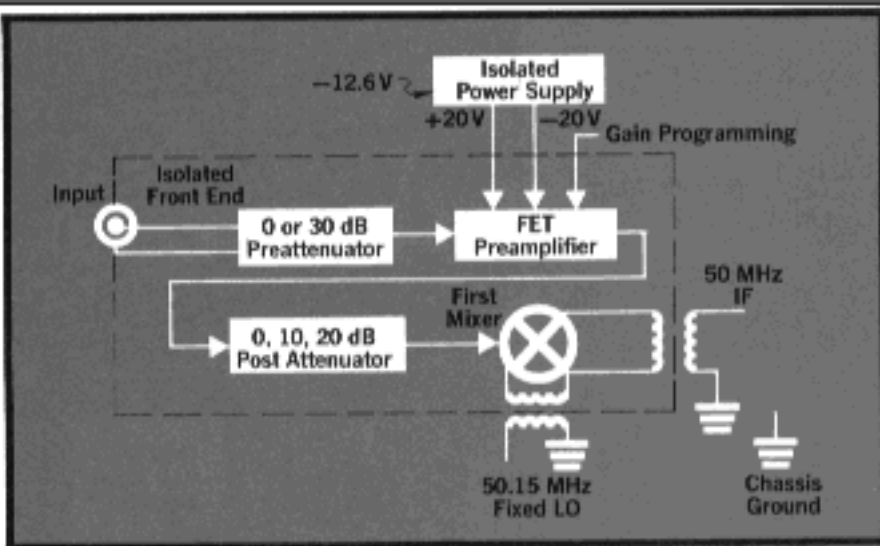 Isolated
Power Supply
−12.6V
+20V
−20V
Gain Programming
Input
Isolated
Front End
0 or 30 dB
Preattenuator
FET
Preamplifier
50 MHz
IF
First
Mixer
0, 10, 20 dB
Post Attenuator
50.15 MHz
Fixed LO
Chassis
Ground